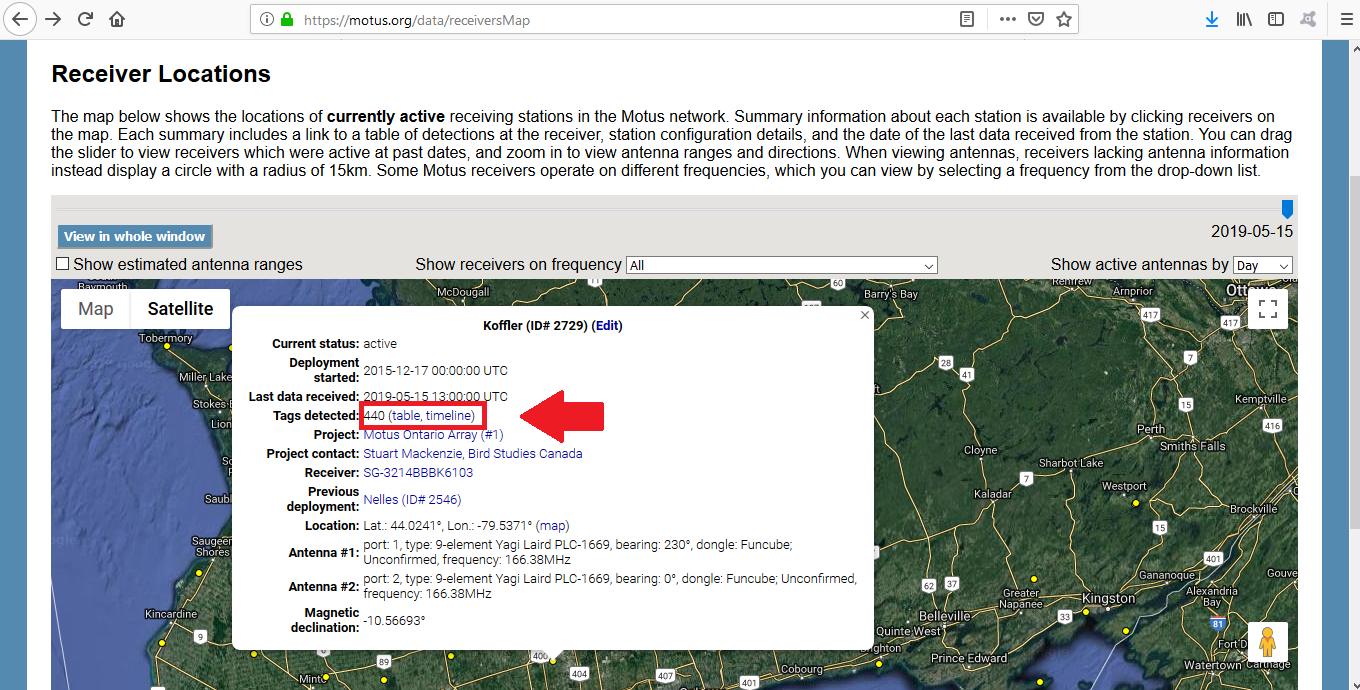 https://motus.org/data/receiversMap
Receiver Locations
The map below shows the locations of currently active receiving stations in the Motus network. Summary information about each station is available by clicking receivers on
the map. Each summary includes a link to a table of detections at the receiver, station configuration details, and the date of the last data received from the station. You can drag
the slider to view receivers which were active at past dates, and zoom in to view antenna ranges and directions. When viewing antennas, receivers lacking antenna information
instead display a circle with a radius of 15km. Some Motus receivers operate on different frequencies, which you can view by selecting a frequency from the drop-down list.
2019-05-15
View in whole window
Show estimated antenna ranges
Show receivers on frequency All
Show active antennas by Day
Map Satellite
Koffler (ID# 2729) (Edit)
Current status: active
Deployment
started: 2015-12-17 00:00:00 UTC
Last data received: 2019-05-15 13:00:00 UTC
Tags detected: 440 (table, timeline)
Project: Motus Ontario Array (#1)
Project contact: Stuart Mackenzie, Bird Studies Canada
Receiver: SG-3214BBBK6103
Previous
deployment: Nelles (ID# 2546)
Location: Lat.: 44.0241°, Lon.: -79.5371° (map)
Antenna #1: port: 1, type: 9-element Yagi Laird PLC-1669, bearing: 230°, dongle: Funcube;
Unconfirmed, frequency: 166.38MHz
Antenna #2: port: 2, type: 9-element Yagi Laird PLC-1669, bearing: 0°, dongle: Funcube; Unconfirmed,
frequency: 166.38MHz
Magnetic
declination: -10.56693°
Baymouth
McDougall
11
60
Barry's Bay
Renfrew
Arnprior
417
417
Tobermory
Miller Lake
Stokes
Lion
Saubl
Saugeen
Shores
Kincardine
9
89
Minto
400
404
407
401
Cobourg
28
41
7
15
Kemptville
416
Perth
Smiths Falls
Cloyne
Sharbot Lake
7
Kaladar
Westport
Brockville
15
401
Gananoque
Gouve
Alexandria
Bay
62
37
Greater
Napanee
Kingston
33
81
Belleville
Quinte West
Brighton
Prince Edward
Fort D
Watertown
Carthage